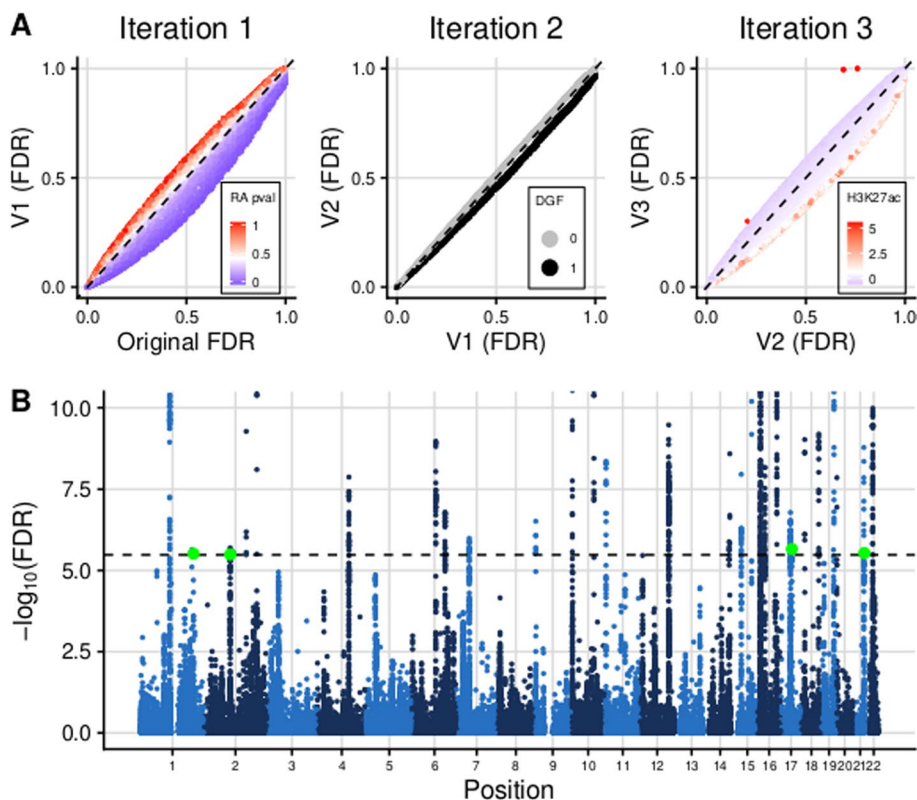 A
Iteration 1 Iteration 2 Iteration 3
V1 (FDR)
1.0
0.5
0.0
RA pval
1
0.5
0
0.0 0.5 1.0
Original FDR
V2 (FDR)
1.0
0.5
0.0
DGF
0
1
0.0 0.5 1.0
V1 (FDR)
V3 (FDR)
1.0
0.5
0.0
H3K27ac
5
2.5
0
0.0 0.5 1.0
V2 (FDR)
B
−log10(FDR)
10.0
7.5
5.0
2.5
0.0
1 2 3 4 5 6 7 8 9 10 11 12 13 14 15 16 17 18 19 20 21 22
Position